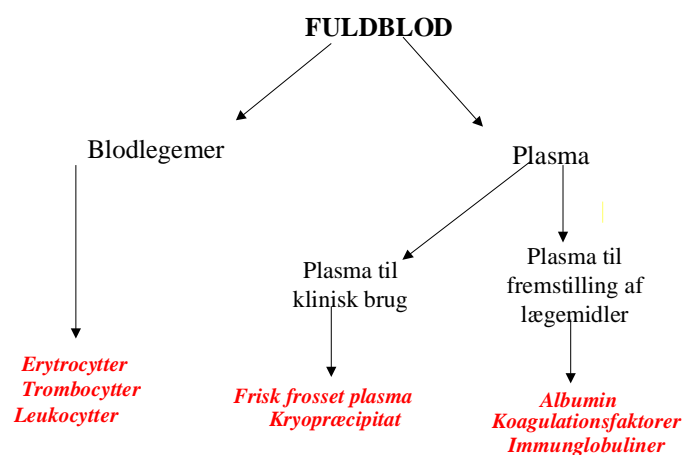 FULDBLOD
Blodlegemer
Plasma
Plasma til
klinisk brug
Plasma til
fremstilling af
lægemidler
Erytrocytter
Trombocytter
Leukocytter
Frisk frosset plasma
Kryopræcipitat
Albumin
Koagulationsfaktorer
Immunglobuliner